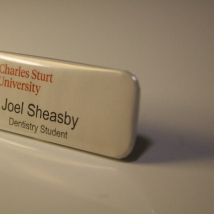 Charles Sturt
University
Joel Sheasby
Dentistry Student